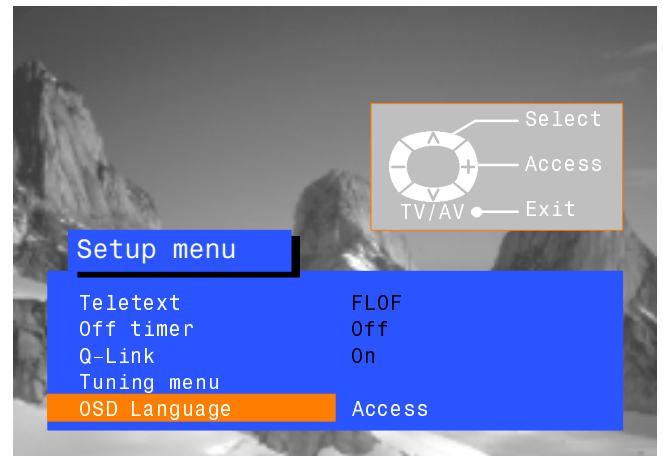 Select
Access
TV/AV Exit
Setup menu
Teletext FLOF
Off timer Off
Q-Link On
Tuning menu
OSD Language Access